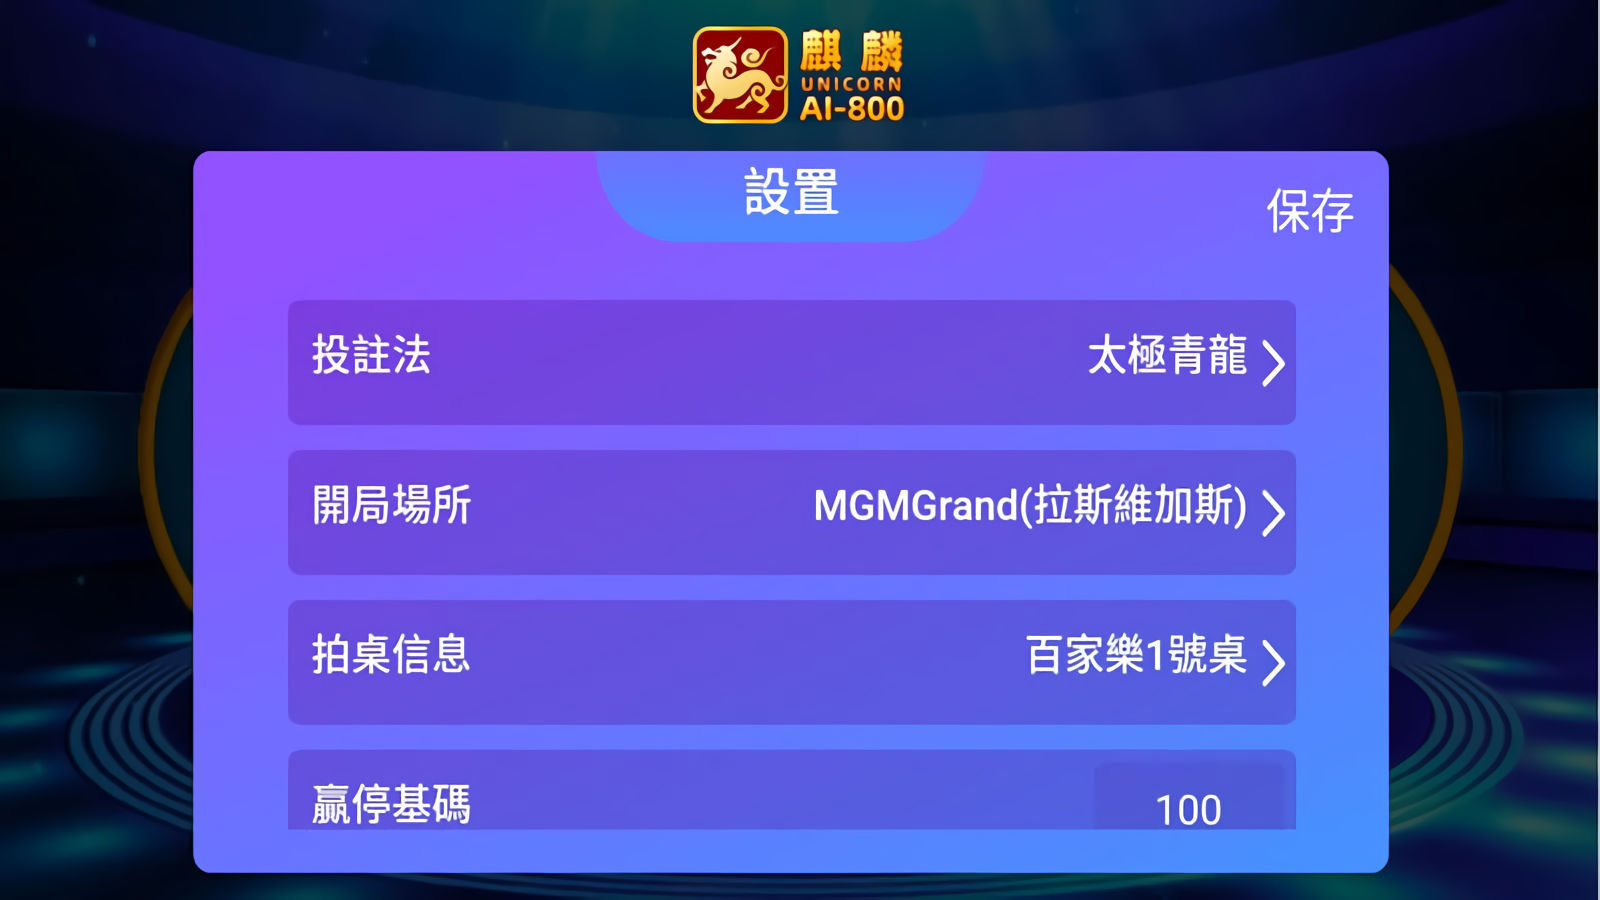 麒麟
UNICORN
AI-800
設置
保存
投註法 太極青龍
開局場所 MGMGrand(拉斯維加斯)
拍桌信息 百家樂1號桌
贏停基碼 100